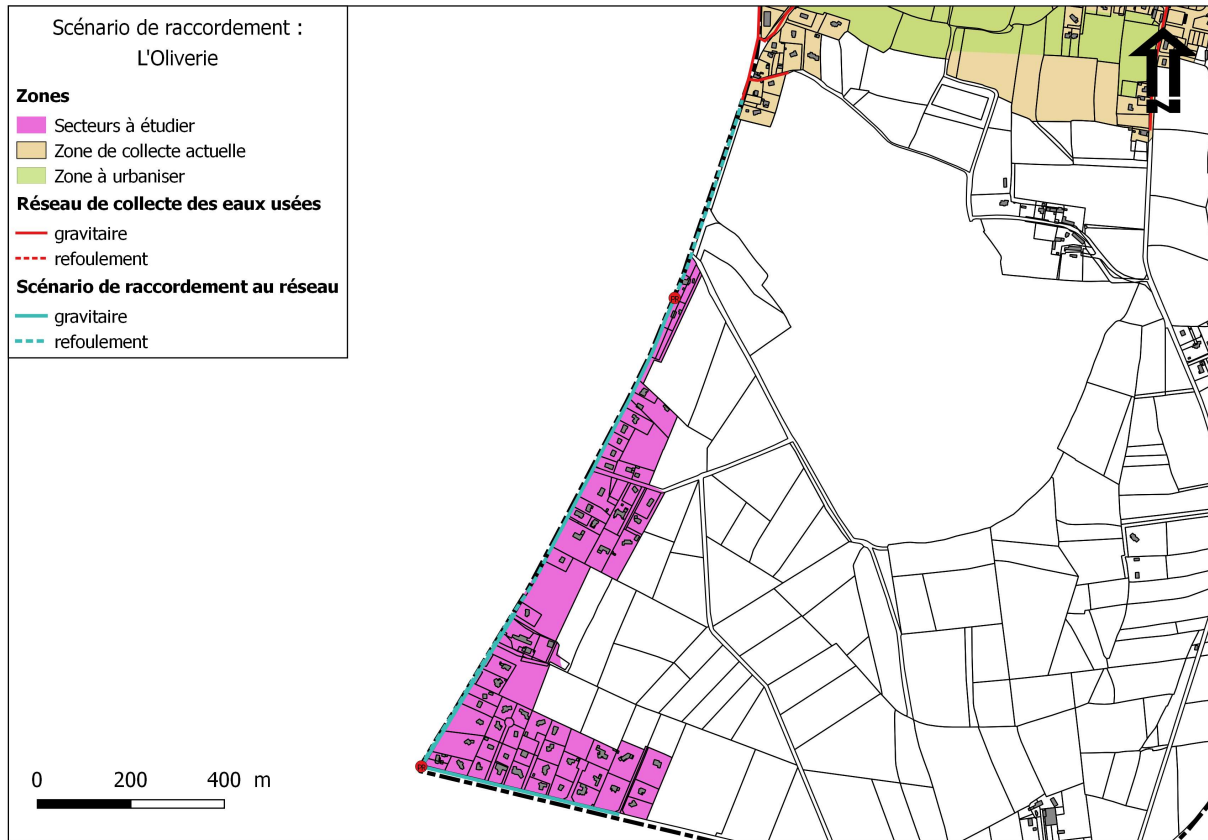 Scénario de raccordement :
L'Oliverie
Zones
Secteurs à étudier
Zone de collecte actuelle
Zone à urbaniser
Réseau de collecte des eaux usées
gravitaire
refoulement
Scénario de raccordement au réseau
gravitaire
refoulement
N
0 200 400 m